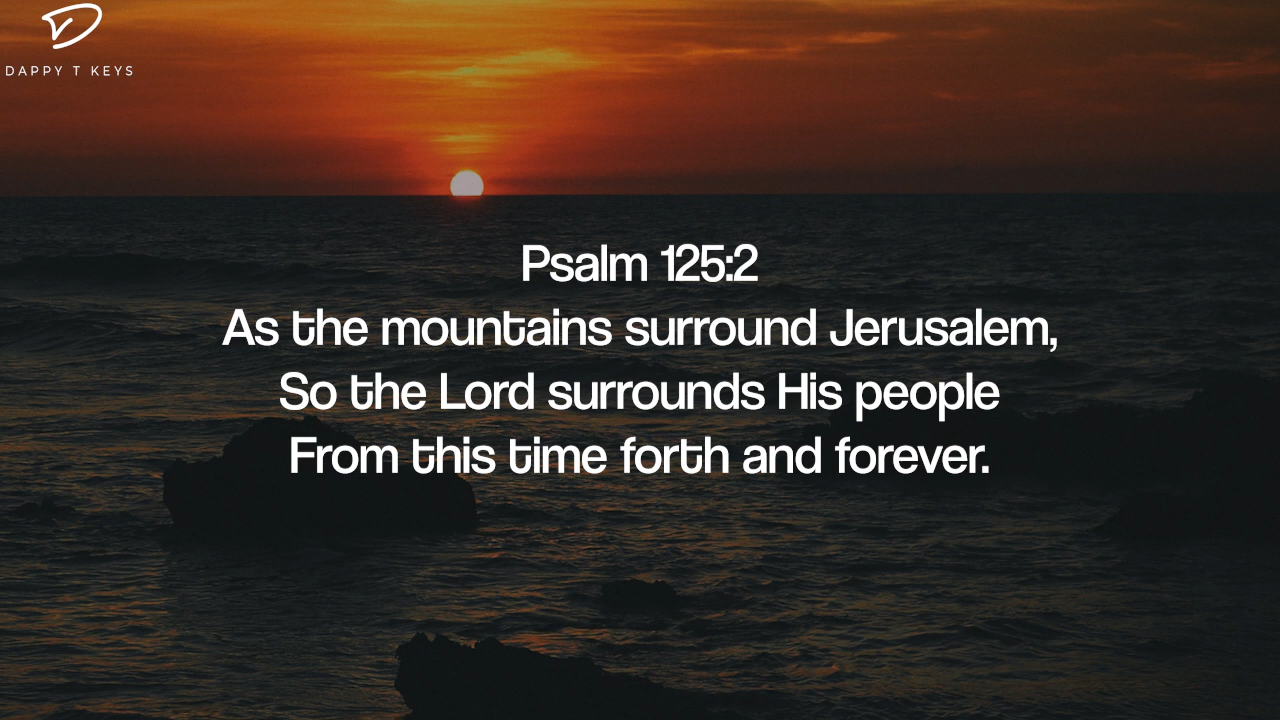 DAPPY T KEYS
Psalm 125:2
As the mountains surround Jerusalem,
So the Lord surrounds His people
From this time forth and forever.